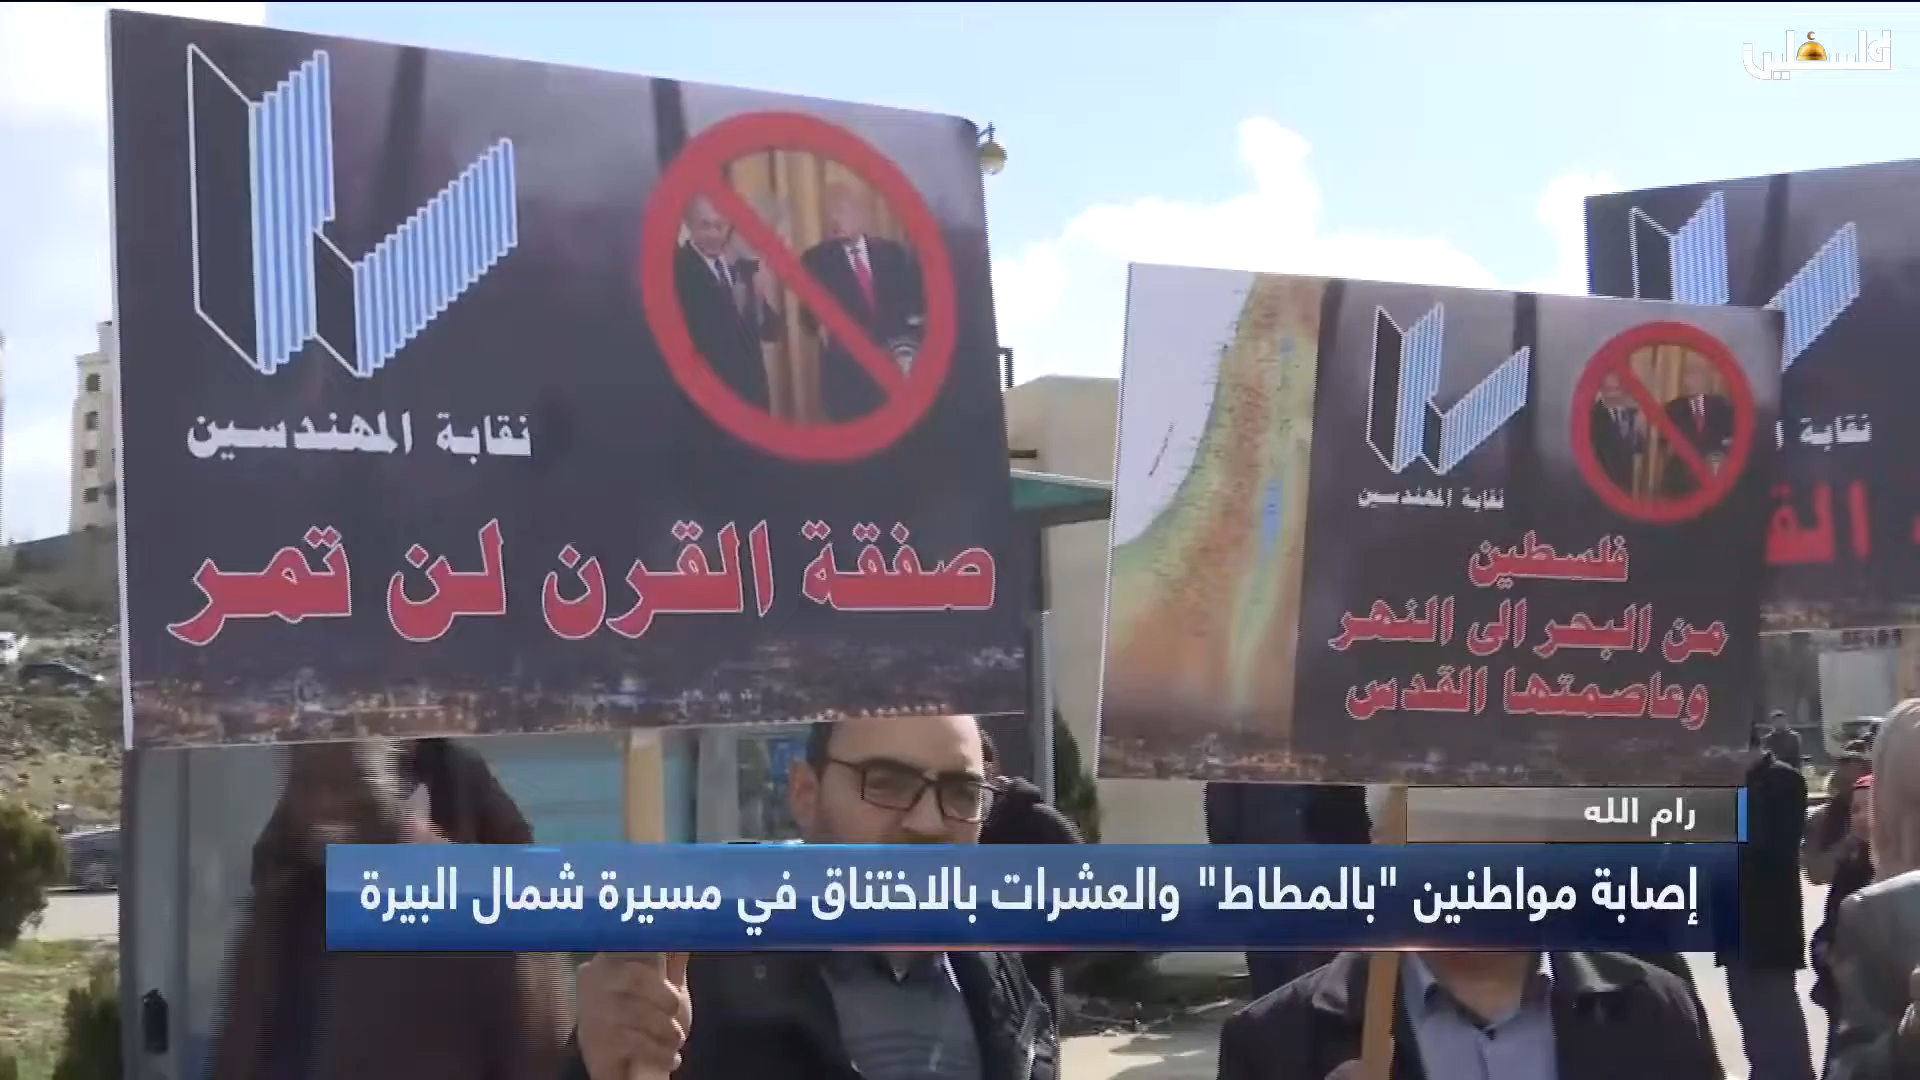 فلسطين
نقابة المهندسين
صفقة القرن لن تمر
نقابة المهندسين
فلسطين
من البحر الى النهر
وعاصمتها القدس
نقابة
رام الله
إصابة مواطنين "بالمطاط" والعشرات بالاختناق في مسيرة شمال البيرة